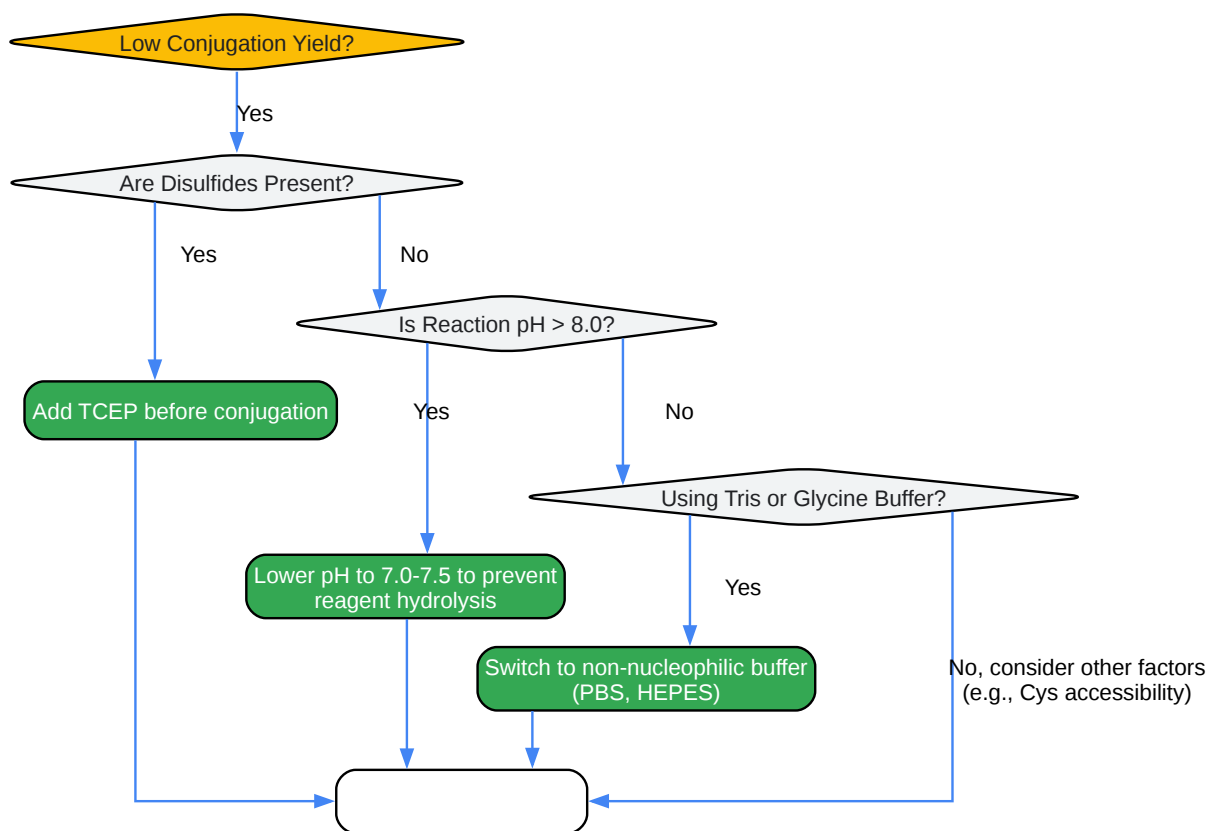 Low Conjugation Yield?
Yes
Are Disulfides Present?
Yes
No
Is Reaction pH > 8.0?
Add TCEP before conjugation
Yes
No
Using Tris or Glycine Buffer?
Lower pH to 7.0-7.5 to prevent
reagent hydrolysis
Yes
Switch to non-nucleophilic buffer
(PBS, HEPES)
No, consider other factors
(e.g., Cys accessibility)